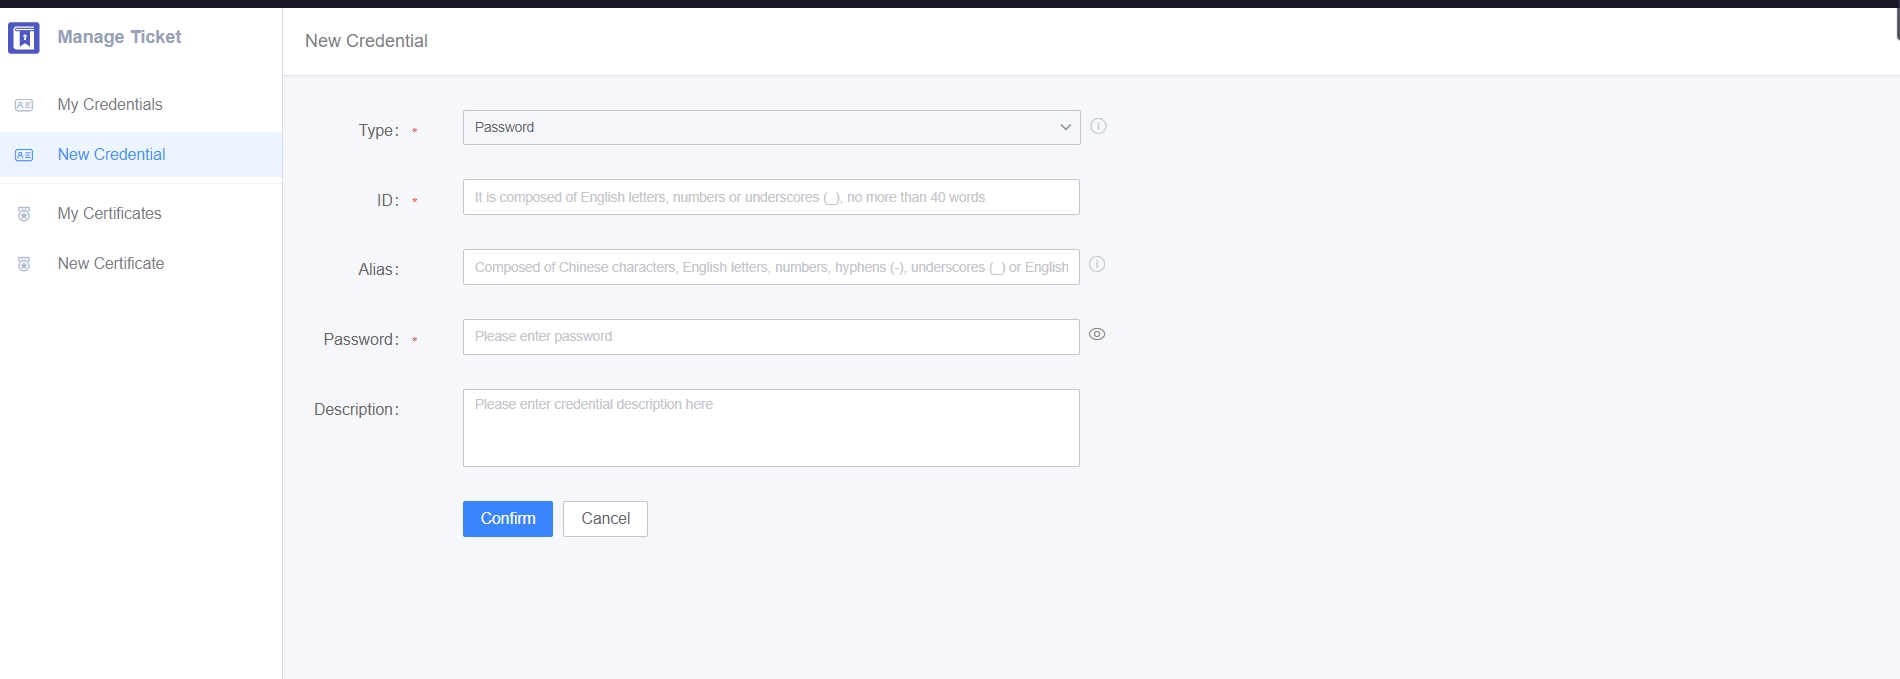 Manage Ticket
New Credential
My Credentials
New Credential
My Certificates
New Certificate
Type: *
Password
ID: *
It is composed of English letters, numbers or underscores (_), no more than 40 words
Alias:
Composed of Chinese characters, English letters, numbers, hyphens (-), underscores (_) or English
Password: *
Please enter password
Description:
Please enter credential description here
Confirm
Cancel